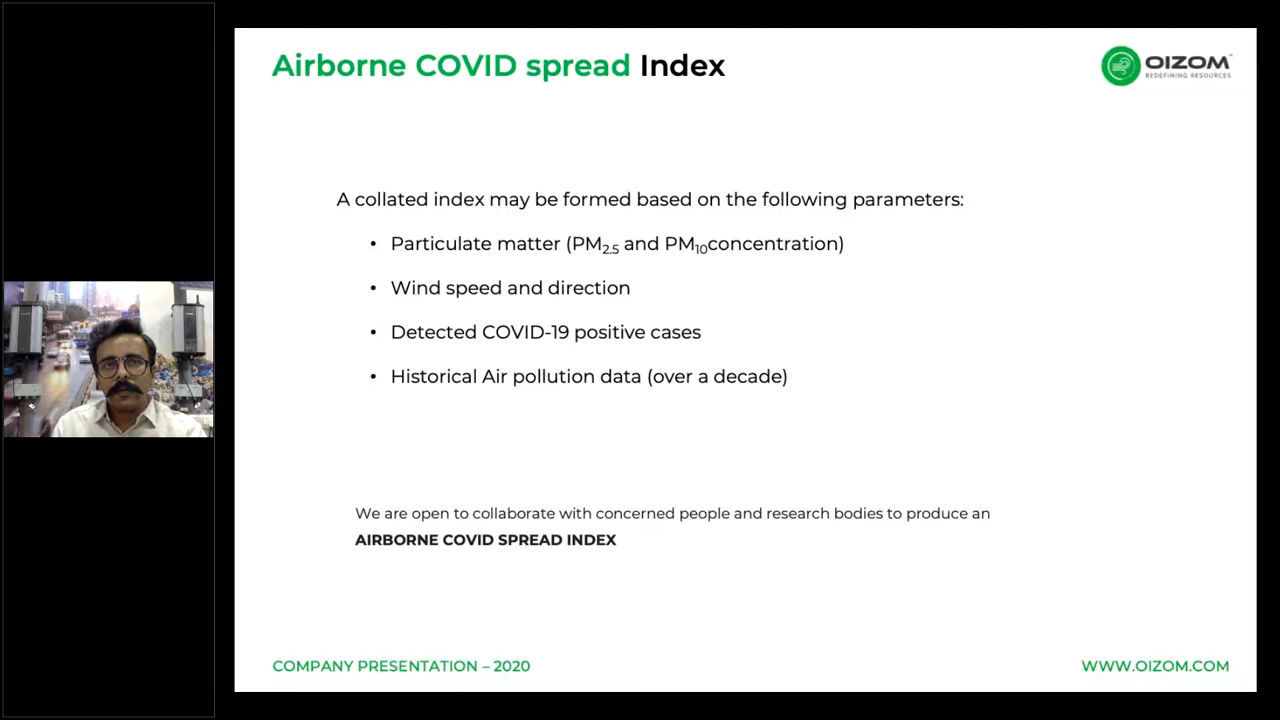 Airborne COVID spread Index
OIZOM™
REDEFINING RESOURCES
A collated index may be formed based on the following parameters:
• Particulate matter (PM2.5 and PM10concentration)
• Wind speed and direction
• Detected COVID-19 positive cases
• Historical Air pollution data (over a decade)
We are open to collaborate with concerned people and research bodies to produce an
AIRBORNE COVID SPREAD INDEX
COMPANY PRESENTATION – 2020
WWW.OIZOM.COM